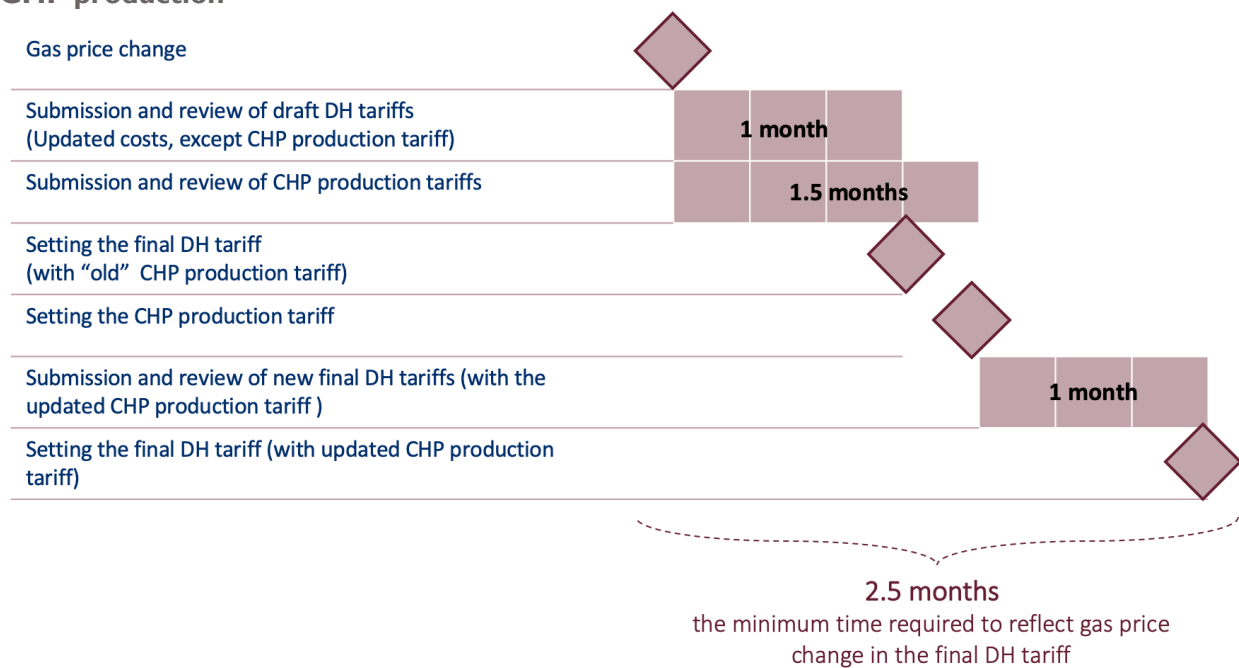 CHP production
Gas price change
Submission and review of draft DH tariffs
(Updated costs, except CHP production tariff)
1 month
Submission and review of CHP production tariffs
1.5 months
Setting the final DH tariff
(with “old”  CHP production tariff)
Setting the CHP production tariff
Submission and review of new final DH tariffs (with the
updated CHP production tariff )
1 month
Setting the final DH tariff (with updated CHP production
tariff)
2.5 months
the minimum time required to reflect gas price
change in the final DH tariff